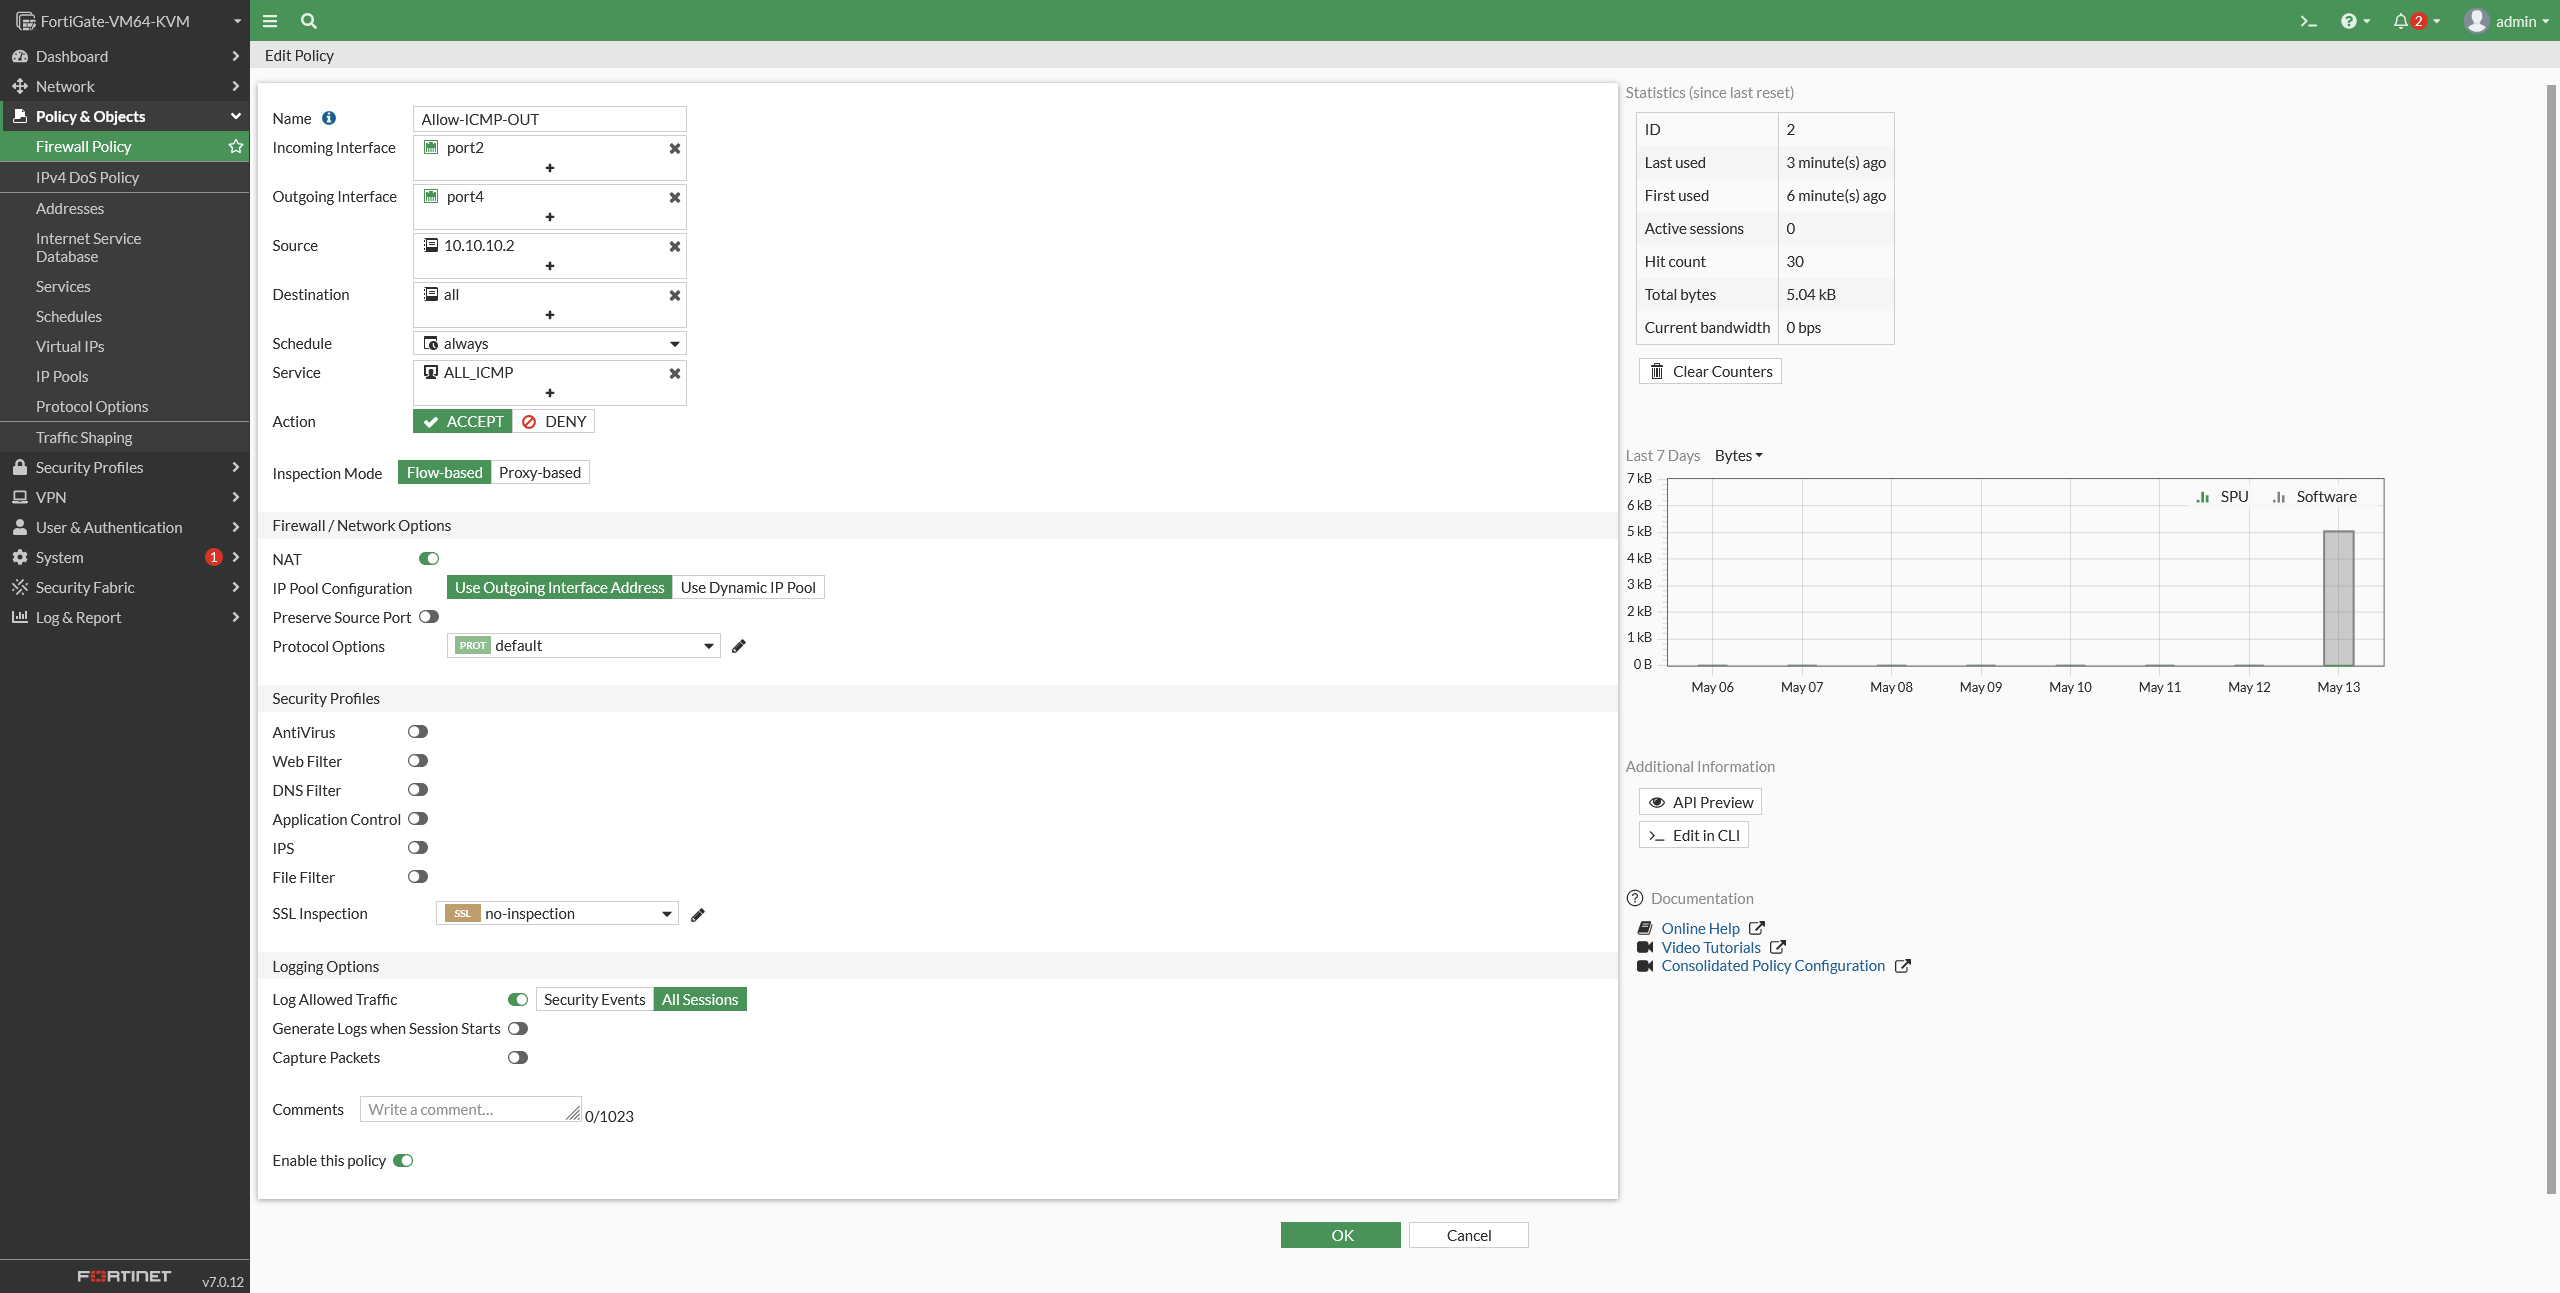 FortiGate-VM64-KVM
Dashboard
Network
Policy & Objects
Firewall Policy
IPv4 DoS Policy
Addresses
Internet Service
Database
Services
Schedules
Virtual IPs
IP Pools
Protocol Options
Traffic Shaping
Security Profiles
VPN
User & Authentication
System 1
Security Fabric
Log & Report
FORTINET v7.0.12
2 admin
Edit Policy
Name Allow-ICMP-OUT
Incoming Interface port2
Outgoing Interface port4
Source 10.10.10.2
Destination all
Schedule always
Service ALL_ICMP
Action ACCEPT DENY
Inspection Mode Flow-based Proxy-based
Firewall / Network Options
NAT
IP Pool Configuration Use Outgoing Interface Address Use Dynamic IP Pool
Preserve Source Port
Protocol Options PROT default
Security Profiles
AntiVirus
Web Filter
DNS Filter
Application Control
IPS
File Filter
SSL Inspection SSL no-inspection
Logging Options
Log Allowed Traffic Security Events All Sessions
Generate Logs when Session Starts
Capture Packets
Comments Write a comment... 0/1023
Enable this policy
OK Cancel
Statistics (since last reset)
ID 2
Last used 3 minute(s) ago
First used 6 minute(s) ago
Active sessions 0
Hit count 30
Total bytes 5.04 kB
Current bandwidth 0 bps
Clear Counters
Last 7 Days Bytes
SPU Software
7 kB
6 kB
5 kB
4 kB
3 kB
2 kB
1 kB
0 B
May 06 May 07 May 08 May 09 May 10 May 11 May 12 May 13
Additional Information
API Preview
Edit in CLI
Documentation
Online Help
Video Tutorials
Consolidated Policy Configuration